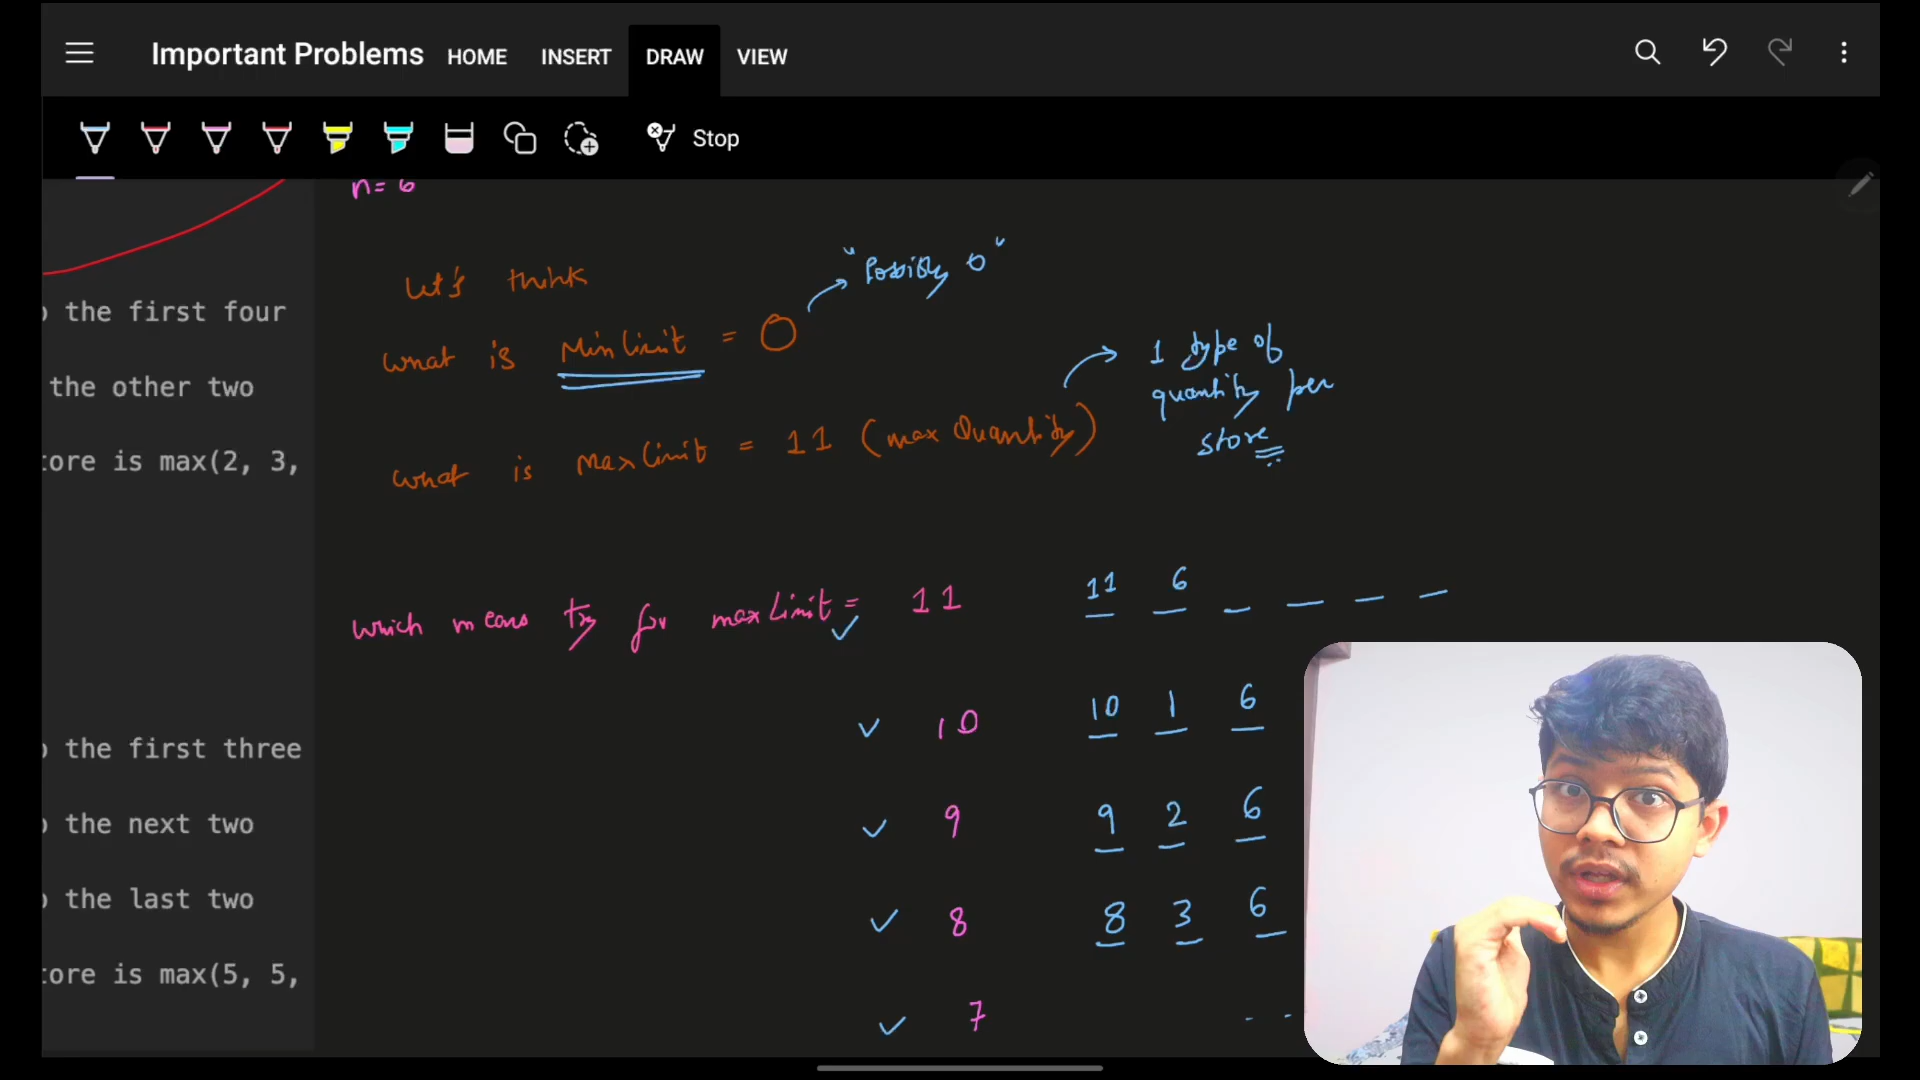 Important Problems HOME INSERT DRAW VIEW
Stop
n= 6
the first four
the other two
ore is max(2, 3,
the first three
the next two
the last two
ore is max(5, 5,
Let's think
what is Min limit = 0
"Possibly 0"
what is max limit = 11 (max Quantity)
1 type of
quantity per
store
which means try for max limit = 11
11 6
10 10 1 6
9 9 2 6
8 8 3 6
7